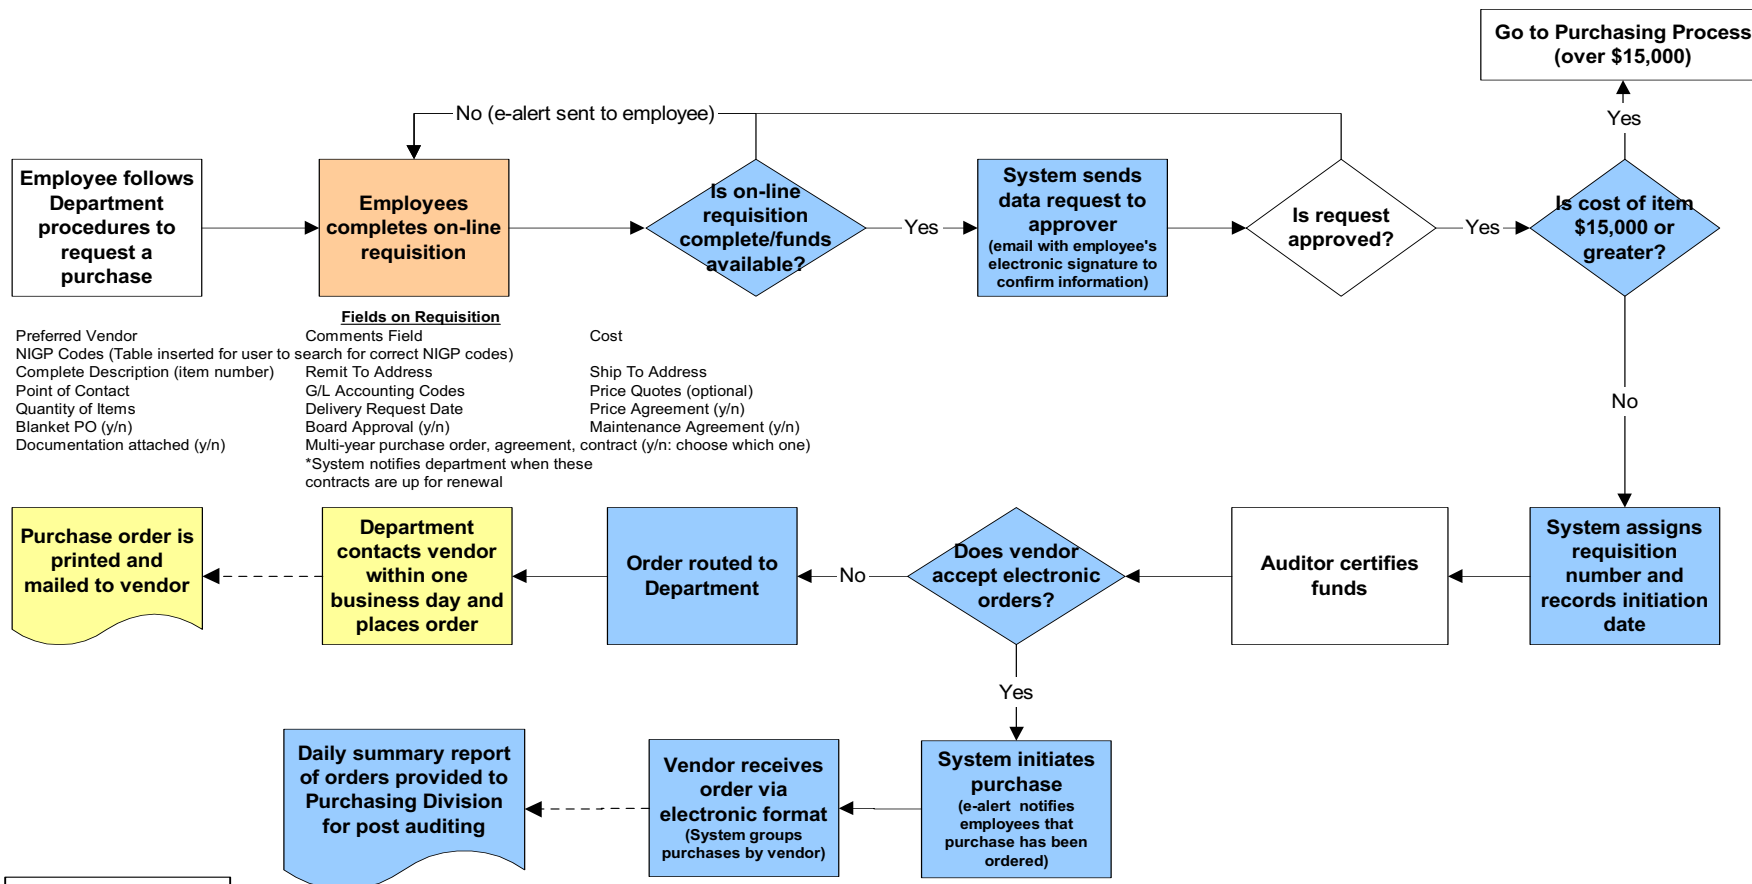 Go to Purchasing Process
(over $15,000)
Yes
No (e-alert sent to employee)
Employee follows
Department
procedures to
request a
purchase
Employees
completes on-line
requisition
Is on-line
requisition
complete/funds
available?
Yes
System sends
data request to
approver
(email with employee's
electronic signature to
confirm information)
Is request
approved?
Yes
Is cost of item
$15,000 or
greater?
No
Fields on Requisition
Preferred Vendor Comments Field Cost
NIGP Codes (Table inserted for user to search for correct NIGP codes)
Complete Description (item number) Remit To Address Ship To Address
Point of Contact G/L Accounting Codes Price Quotes (optional)
Quantity of Items Delivery Request Date Price Agreement (y/n)
Blanket PO (y/n) Board Approval (y/n) Maintenance Agreement (y/n)
Documentation attached (y/n) Multi-year purchase order, agreement, contract (y/n: choose which one)
*System notifies department when these
contracts are up for renewal
Purchase order is
printed and
mailed to vendor
Department
contacts vendor
within one
business day and
places order
Order routed to
Department
No
Does vendor
accept electronic
orders?
Auditor certifies
funds
System assigns
requisition
number and
records initiation
date
Yes
Daily summary report
of orders provided to
Purchasing Division
for post auditing
Vendor receives
order via
electronic format
(System groups
purchases by vendor)
System initiates
purchase
(e-alert notifies
employees that
purchase has been
ordered)